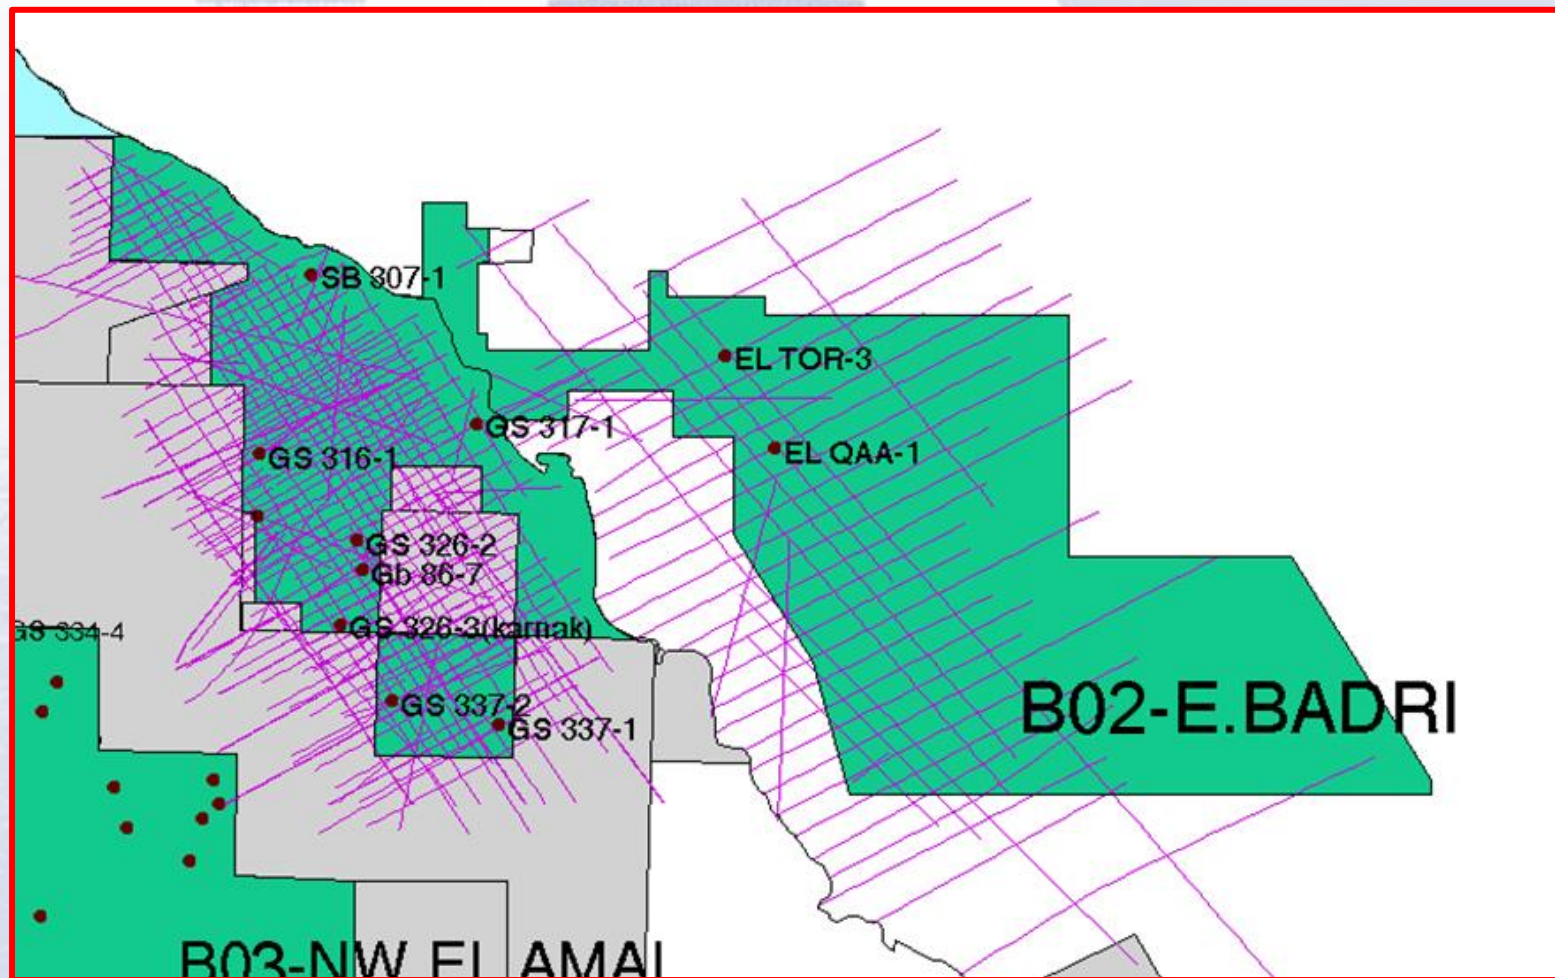 SB 307-1
EL TOR-3
GS 317-1
GS 316-1
EL QAA-1
GS 326-2
Gb 86-7
GS 326-3(karnak)
GS 334-4
GS 337-2
GS 337-1
B02-E.BADRI
B03-NW EL AMAL